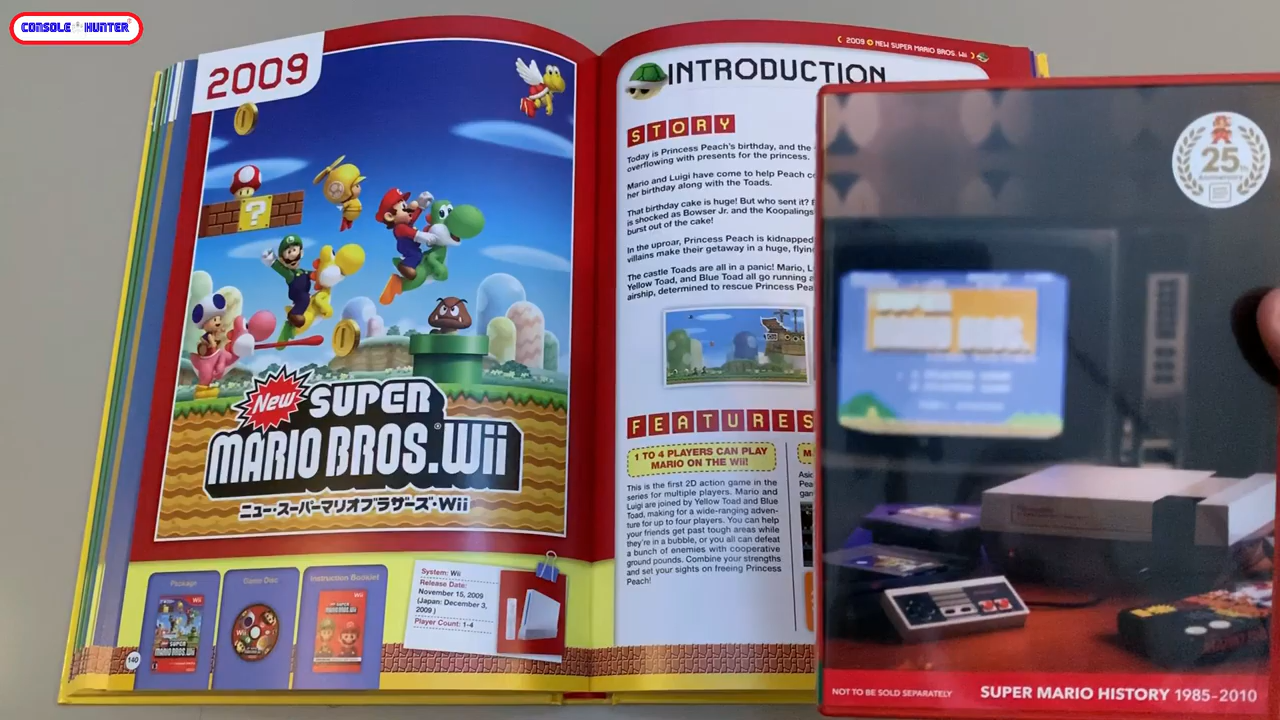 CONSOLE HUNTER
2009
2009 NEW SUPER MARIO BROS. Wii
INTRODUCTION
STORY
Today is Princess Peach's birthday, and the
overflowing with presents for the princess.
Mario and Luigi have come to help Peach
her birthday along with the Toads.
That birthday cake is huge! But who sent it?
is shocked as Bowser Jr. and the Koopalings
burst out of the cake!
In the uproar, Princess Peach is kidnapped
villains make their getaway in a huge,
The castle Toads are all in a panic! Mario,
Yellow Toad, and Blue Toad all go running
airship, determined to rescue Princess
FEATURES
1 TO 4 PLAYERS CAN PLAY
MARIO ON THE Wii!
This is the first 2D action game in the
series for multiple players. Mario and
Luigi are joined by Yellow Toad and Blue
Toad, making for a wide-ranging adven-
ture for up to four players. You can help
your friends get past tough areas while
they're in a bubble, or you all can defeat
a bunch of enemies with cooperative
ground pounds. Combine your strengths
and set your sights on freeing Princess
Peach!
New SUPER
MARIO BROS. Wii
ニュー・スーパーマリオブラザーズ・Wii
Package
Game Disc
Instruction Booklet
System: Wii
Release Date:
November 15, 2009
(Japan: December 3,
2009 )
Player Count: 1-4
140
25th
Anniversary
NOT TO BE SOLD SEPARATELY
SUPER MARIO HISTORY 1985-2010